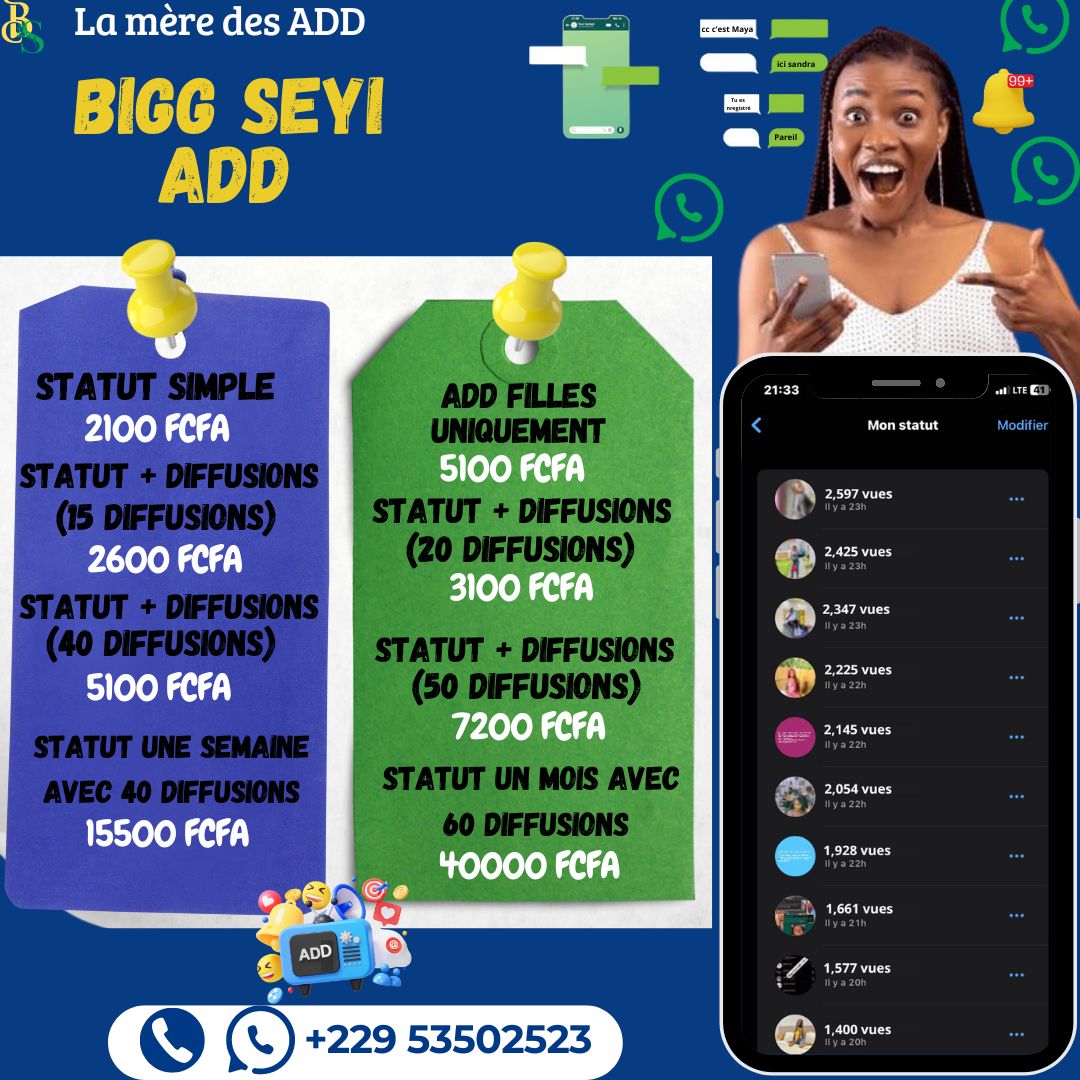 BS
La mère des ADD
BIGG SEYI
ADD
cc c'est Maya
ici sandra
Tu es
nregistré
Pareil
99+
STATUT SIMPLE
2100 FCFA
STATUT + DIFFUSIONS
(15 DIFFUSIONS)
2600 FCFA
STATUT + DIFFUSIONS
(40 DIFFUSIONS)
5100 FCFA
STATUT UNE SEMAINE
AVEC 40 DIFFUSIONS
15500 FCFA
ADD FILLES
UNIQUEMENT
5100 FCFA
STATUT + DIFFUSIONS
(20 DIFFUSIONS)
3100 FCFA
STATUT + DIFFUSIONS
(50 DIFFUSIONS)
7200 FCFA
STATUT UN MOIS AVEC
60 DIFFUSIONS
40000 FCFA
21:33 LTE 41
Mon statut Modifier
2,597 vues
Il y a 23h
2,425 vues
Il y a 23h
2,347 vues
Il y a 23h
2,225 vues
Il y a 22h
2,145 vues
Il y a 22h
2,054 vues
Il y a 22h
1,928 vues
Il y a 22h
1,661 vues
Il y a 21h
1,577 vues
Il y a 20h
1,400 vues
Il y a 20h
ADD
+229 53502523